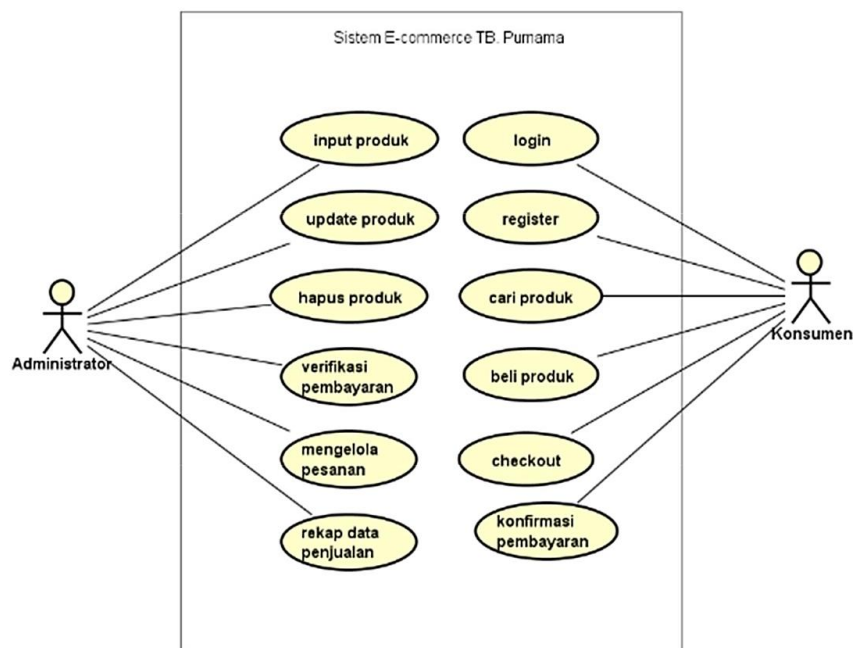 Sistem E-commerce TB. Purnama
input produk
login
update produk
register
hapus produk
cari produk
Administrator
Konsumen
verifikasi
pembayaran
beli produk
mengelola
pesanan
checkout
rekap data
penjualan
konfirmasi
pembayaran